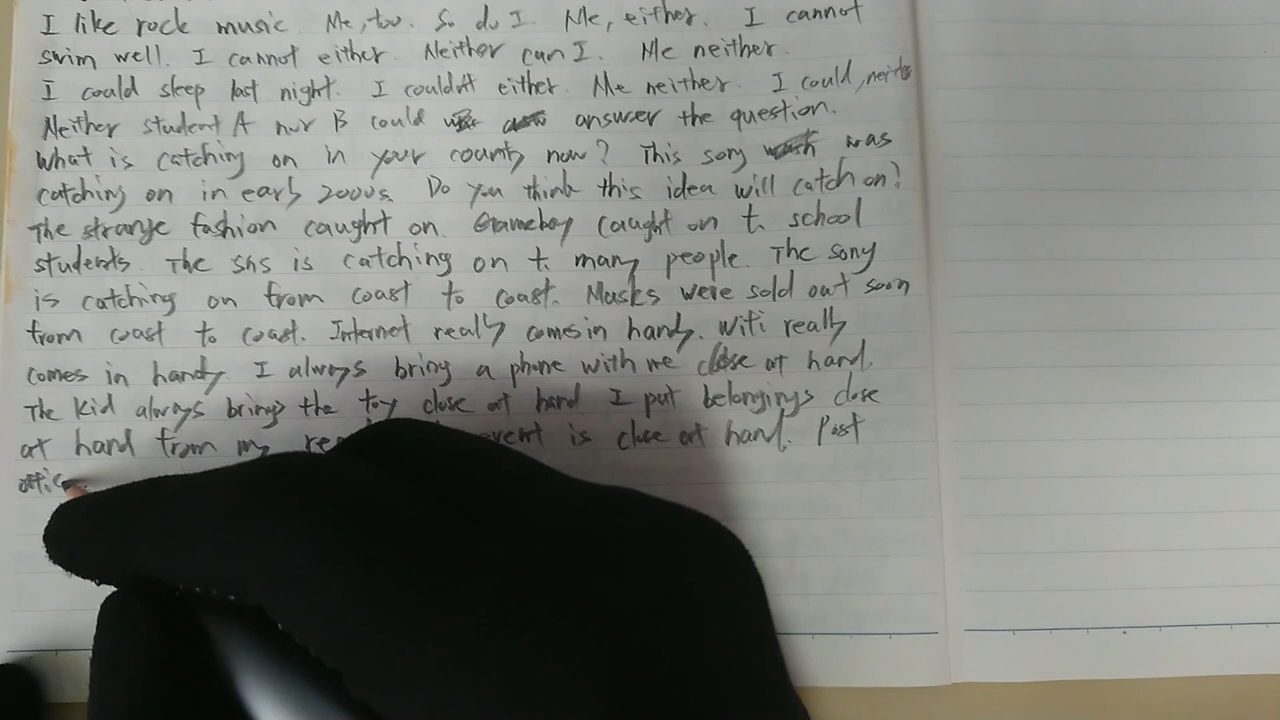 I like rock music. Me, too. So do I. Me, either. I cannot
swim well. I cannot either. Neither can I. Me neither.
I could sleep last night. I couldn't either. Me neither. I could, neither
Neither student A nor B could answer the question.
What is catching on in your county now? This song was
catching on in early 2000s. Do you think this idea will catch on?
The strange fashion caught on. Gameboy caught on to school
students. The SNS is catching on to many people. The song
is catching on from coast to coast. Masks were sold out soon
from coast to coast. Internet really comes in handy. Wifi really
comes in handy. I always bring a phone with me close at hand.
The kid always brings the toy close at hand. I put belongings close
at hand from my event is close at hand. Post
offic